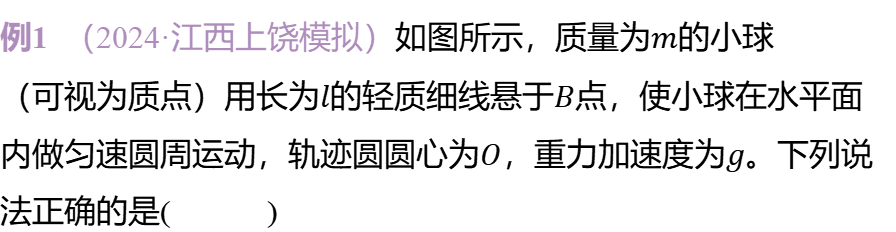 例1 （2024·江西上饶模拟）如图所示，质量为m的小球
（可视为质点）用长为l的轻质细线悬于B点，使小球在水平面
内做匀速圆周运动，轨迹圆圆心为O，重力加速度为g。下列说
法正确的是(　　)